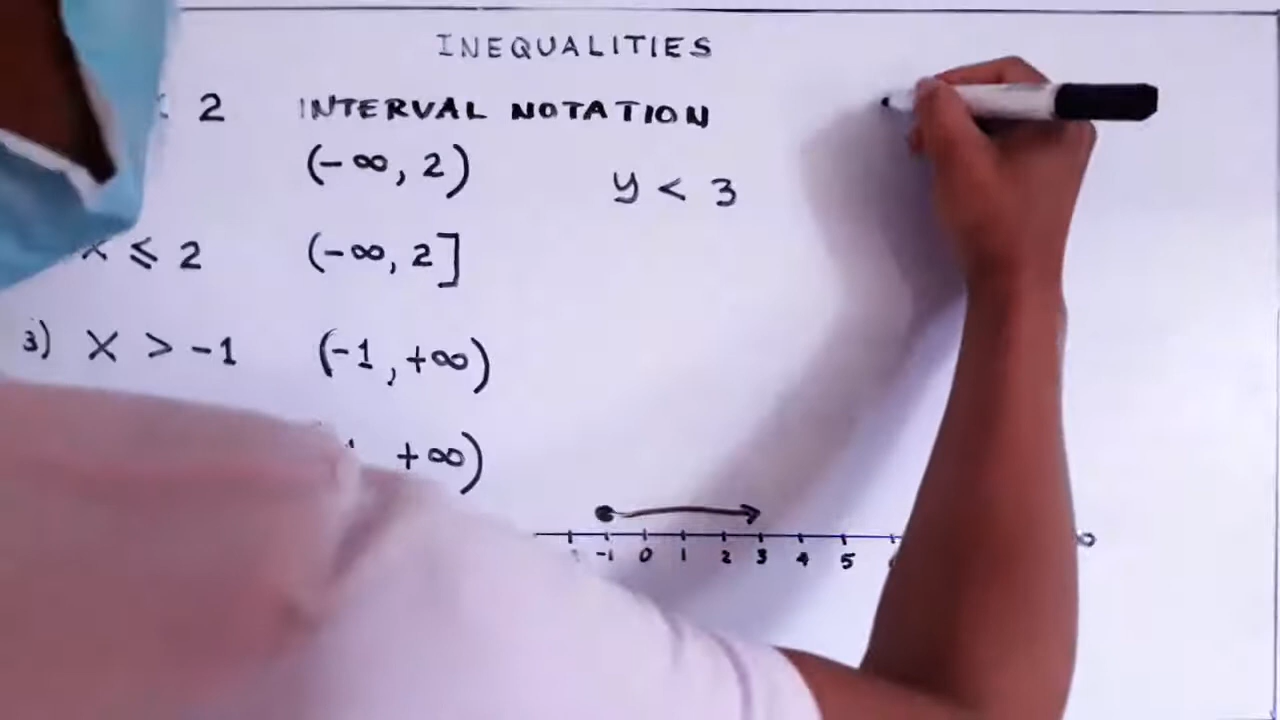 INEQUALITIES
< 2 INTERVAL NOTATION
(-∞, 2)
y < 3
x ⩽ 2 (-∞, 2]
3) x > -1 (-1, +∞)
+∞)
-1 0 1 2 3 4 5